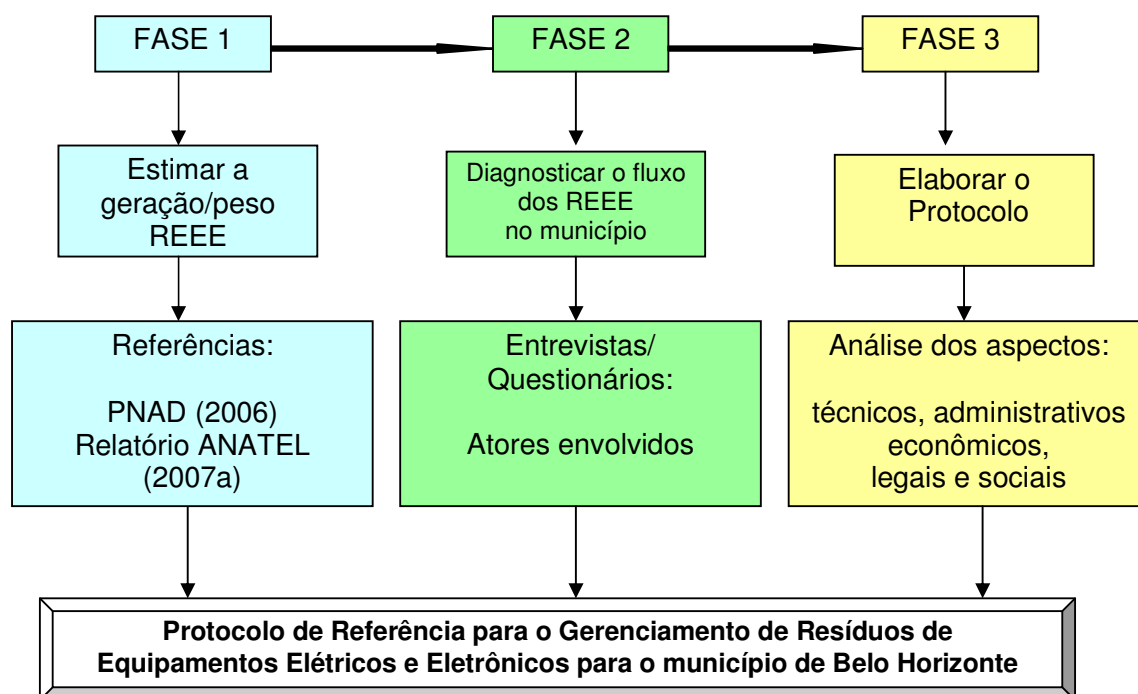 FASE 1
FASE 2
FASE 3
Estimar a
geração/peso
REEE
Diagnosticar o fluxo
dos REEE
no município
Elaborar o
Protocolo
Referências:
PNAD (2006)
Relatório ANATEL
(2007a)
Entrevistas/
Questionários:
Atores envolvidos
Análise dos aspectos:
técnicos, administrativos
econômicos,
legais e sociais
Protocolo de Referência para o Gerenciamento de Resíduos de
Equipamentos Elétricos e Eletrônicos para o município de Belo Horizonte